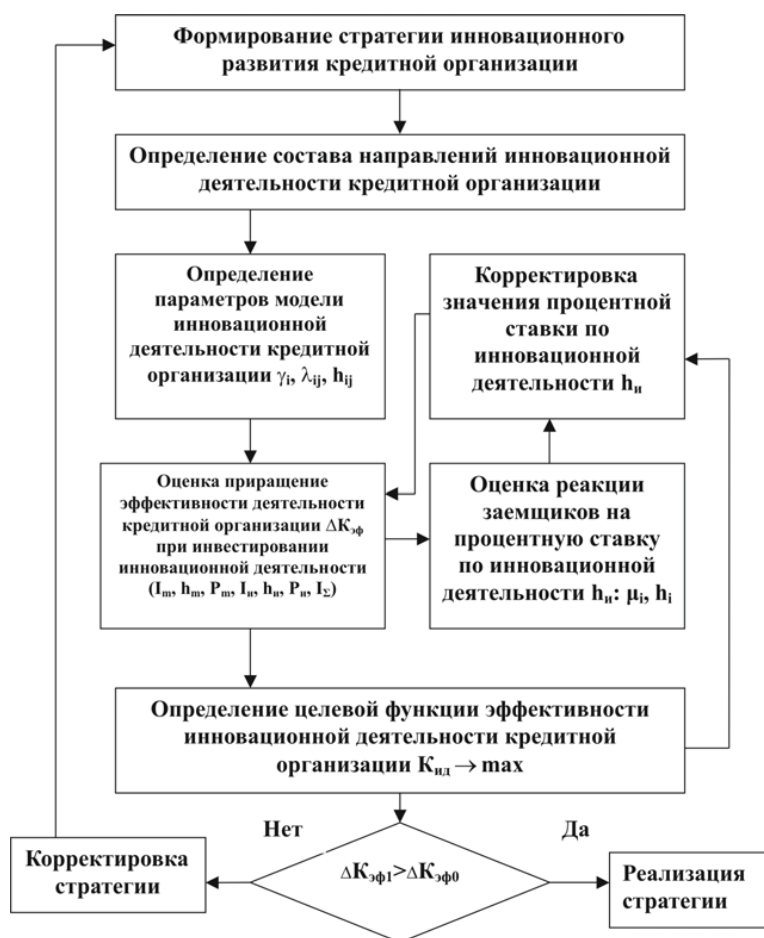 Формирование стратегии инновационного
развития кредитной организации
Определение состава направлений инновационной
деятельности кредитной организации
Определение
параметров модели
инновационной
деятельности кредитной
организации γi, λij, hij
Корректировка
значения процентной
ставки по
инновационной
деятельности hи
Оценка приращение
эффективности деятельности
кредитной организации ΔКэф
при инвестировании
инновационной деятельности
(Im, hm, Pm, Iи, hи, Pи, IΣ)
Оценка реакции
заемщиков на
процентную ставку
по инновационной
деятельности hи: μi, hi
Определение целевой функции эффективности
инновационной деятельности кредитной
организации Кид → max
Нет
Да
ΔКэф1>ΔКэф0
Корректировка
стратегии
Реализация
стратегии